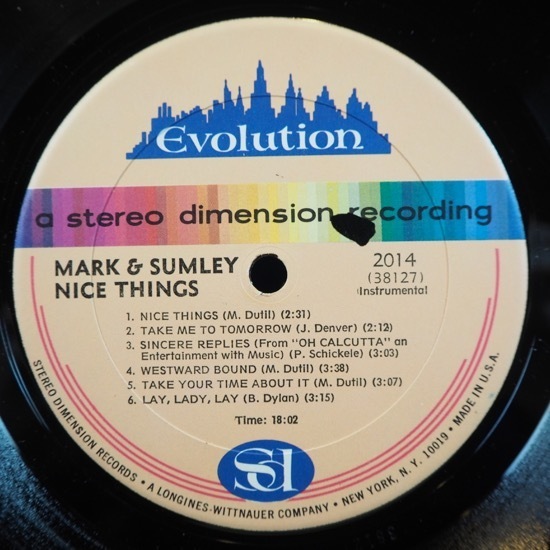 Evolution
a stereo dimension recording
MARK & SUMLEY
NICE THINGS
2014
(38127)
Instrumental
1. NICE THINGS (M. Dutil) (2:31)
2. TAKE ME TO TOMORROW (J. Denver) (2:12)
3. SINCERE REPLIES (From "OH CALCUTTA" an
Entertainment with Music) (P. Schickele) (3:03)
4. WESTWARD BOUND (M. Dutil) (3:38)
5. TAKE YOUR TIME ABOUT IT (M. Dutil) (3:07)
6. LAY, LADY, LAY (B. Dylan) (3:15)
Time: 18:02
sd
STEREO DIMENSION RECORDS • A LONGINES-WITTNAUER COMPANY • NEW YORK, N. Y. 10019 • MADE IN U.S.A.